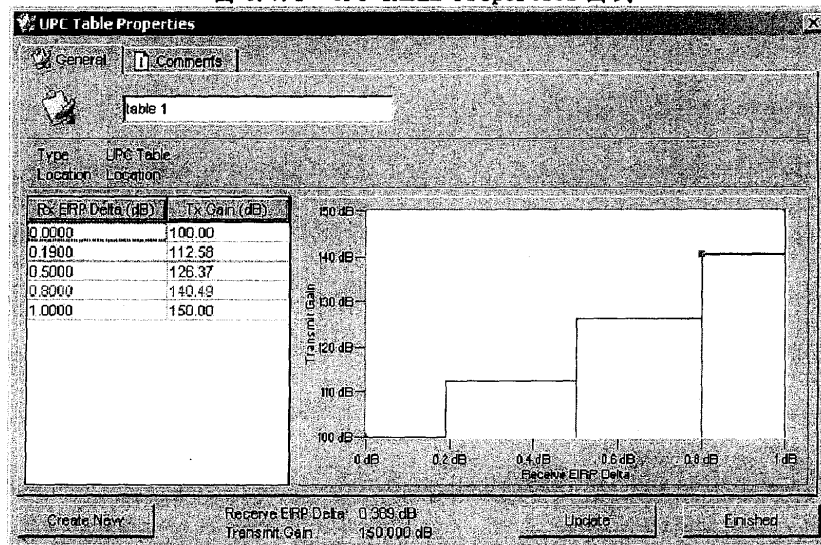 UPC Table Properties
General
Comments
table 1
Type UPC Table
Location Location
Rx EIRP Delta (dB) Tx Gain (dB)
0.0000 100.00
0.1900 112.58
0.5000 126.37
0.8000 140.49
1.0000 150.00
150 dB
140 dB
130 dB
120 dB
110 dB
100 dB
Transmit Gain
0 dB 0.2 dB 0.4 dB 0.6 dB 0.8 dB 1 dB
Receive EIRP Delta
Create New
Receive EIRP Delta 0.389 dB
Transmit Gain 150.000 dB
Update
Finished